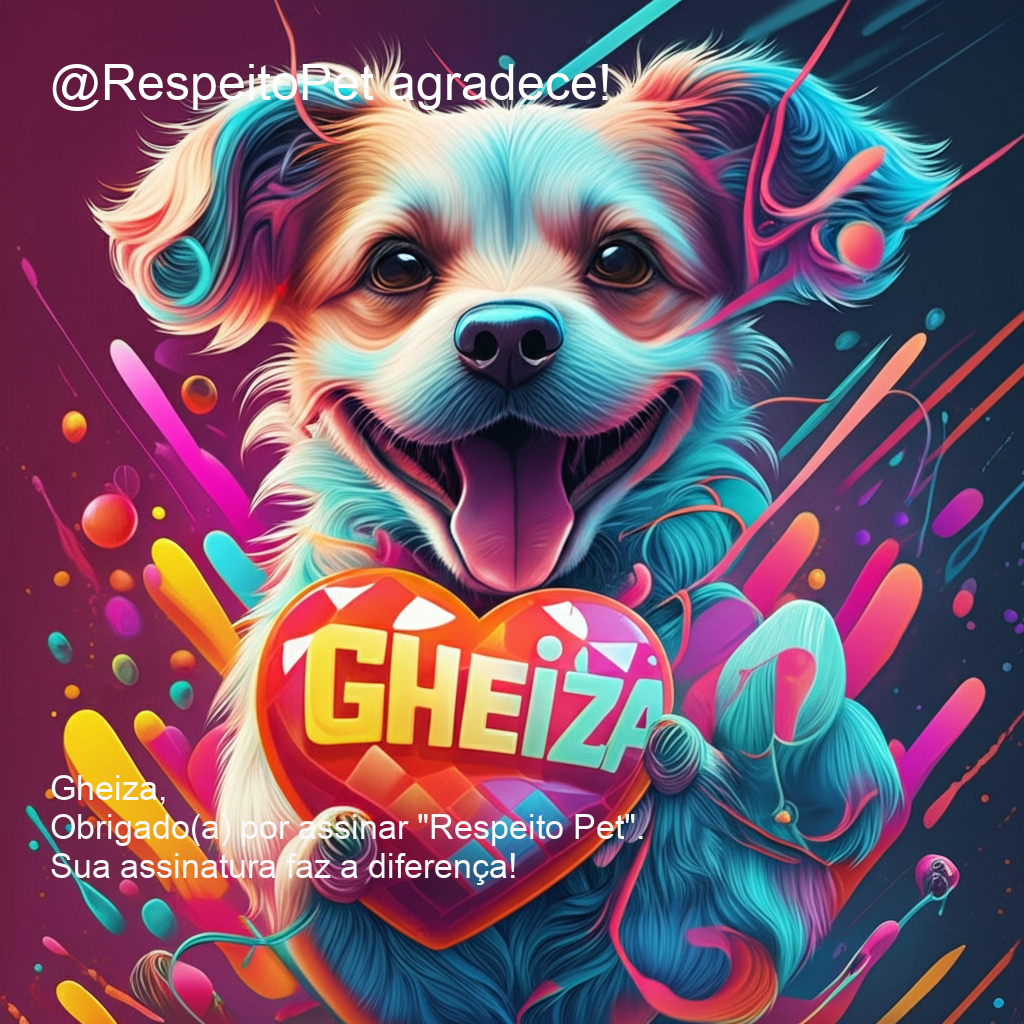 @RespeitoPet agradece!
GHEiZA
Gheiza,
Obrigado(a) por assinar "Respeito Pet".
Sua assinatura faz a diferença!